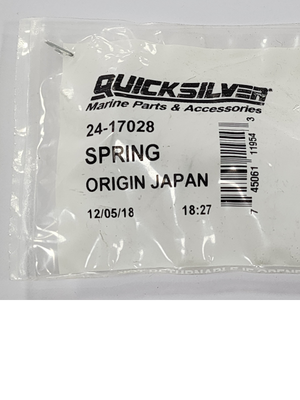 QUICKSILVER
Marine Parts & Accessories
24-17028
SPRING
ORIGIN JAPAN
12/05/18 18:27
7 45061 11954 3